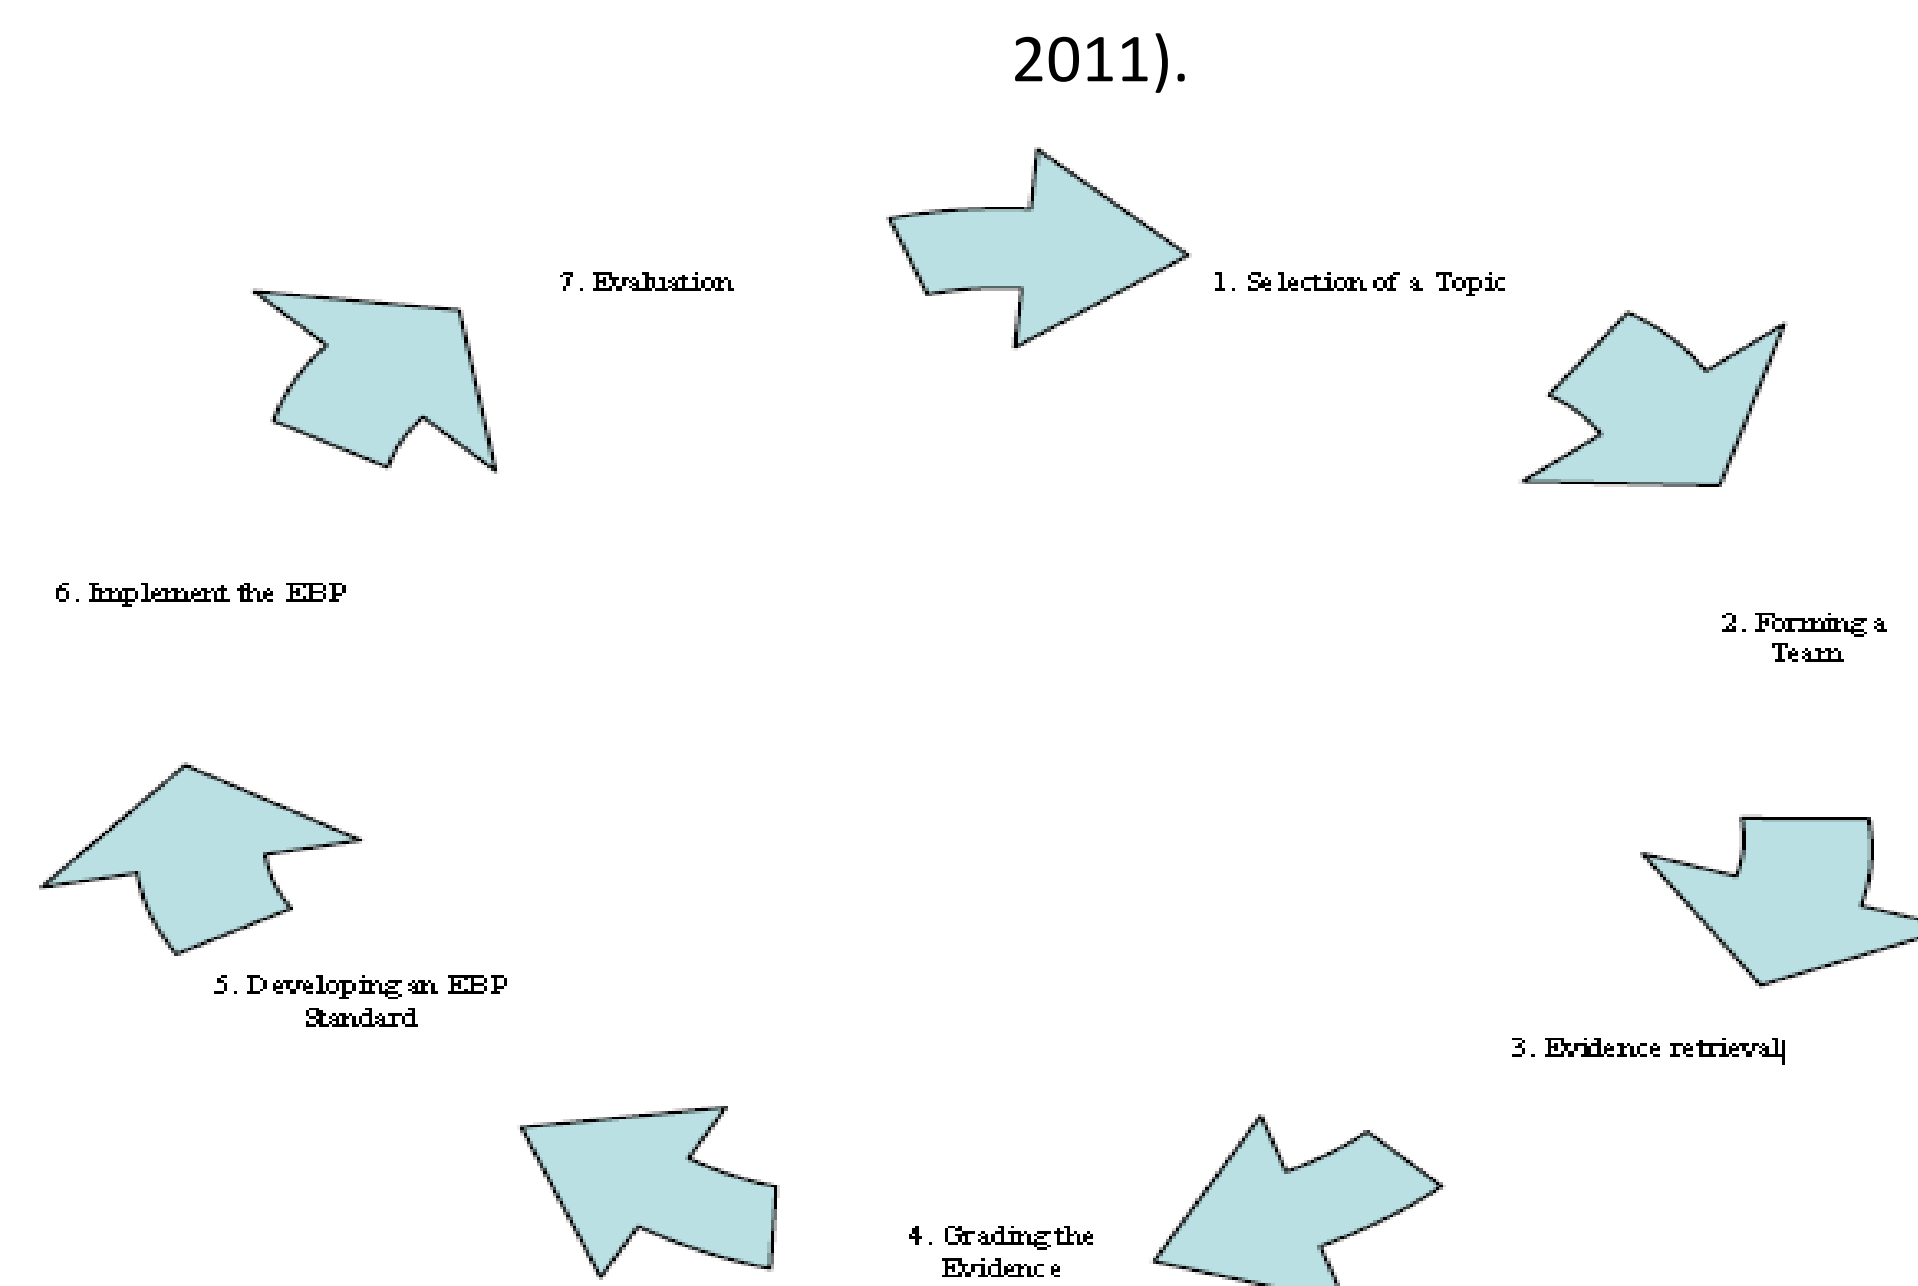 2011).
1. Selection of a Topic
2. Forming a
Team
3. Evidence retrieval
4. Grading the
Evidence
5. Developing an EBP
Standard
6. Implement the EBP
7. Evaluation